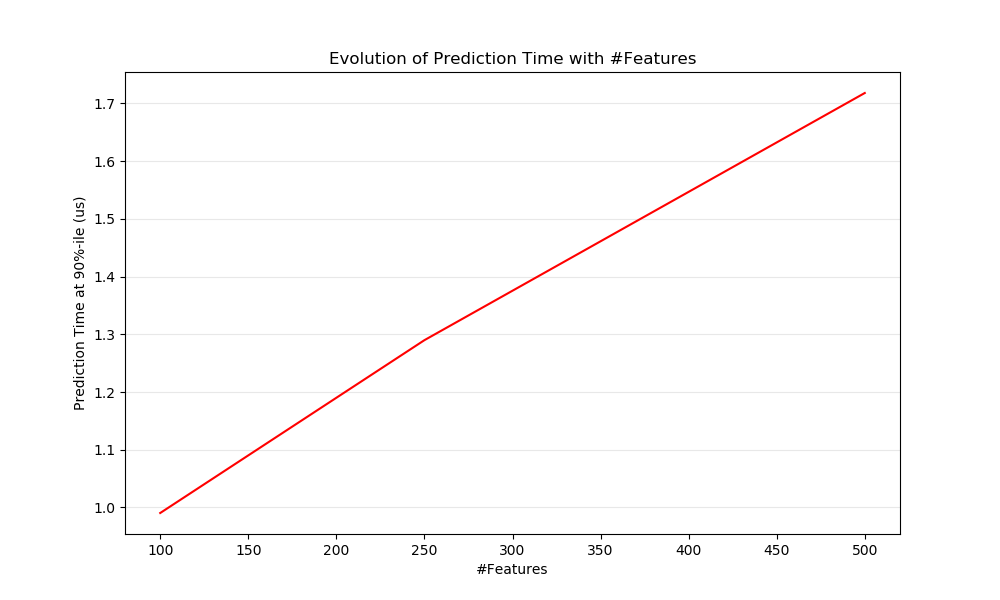 Evolution of Prediction Time with #Features
Prediction Time at 90%-ile (us)
1.7
1.6
1.5
1.4
1.3
1.2
1.1
1.0
100 150 200 250 300 350 400 450 500
#Features